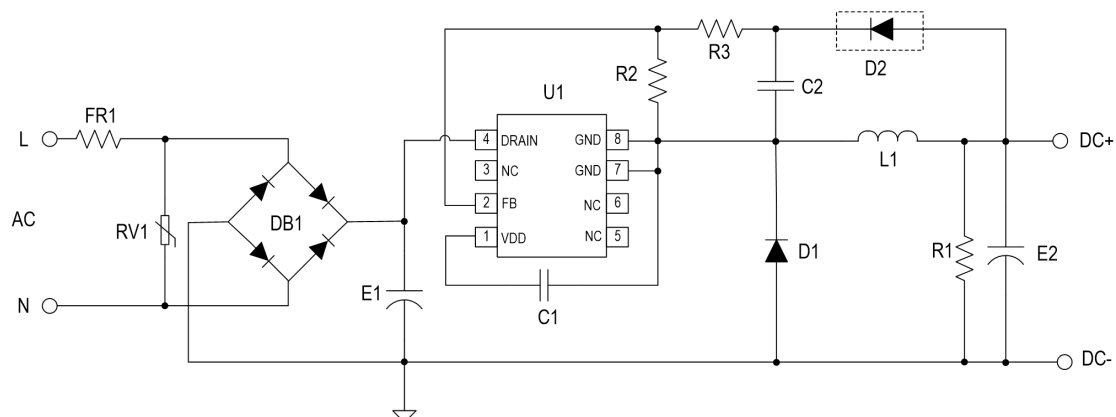 R3
D2
R2
C2
U1
L
FR1
4 DRAIN GND 8
DC+
3 NC GND 7
L1
AC
RV1
DB1
2 FB NC 6
1 VDD NC 5
D1
R1
E2
E1
N
C1
DC-